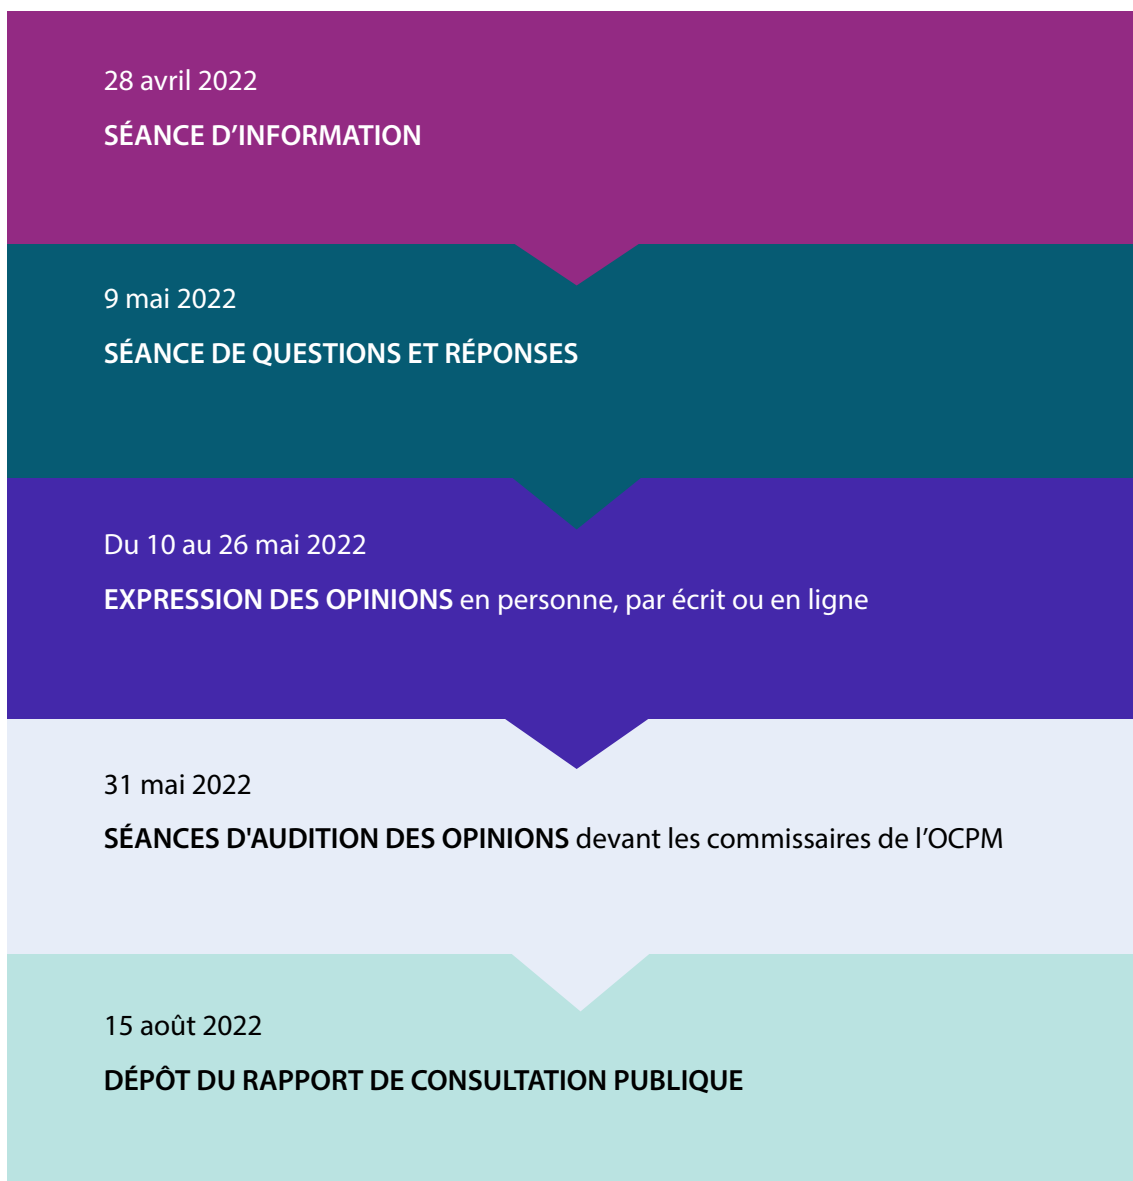 28 avril 2022
SÉANCE D’INFORMATION
9 mai 2022
SÉANCE DE QUESTIONS ET RÉPONSES
Du 10 au 26 mai 2022
EXPRESSION DES OPINIONS en personne, par écrit ou en ligne
31 mai 2022
SÉANCES D'AUDITION DES OPINIONS devant les commissaires de l’OCPM
15 août 2022
DÉPÔT DU RAPPORT DE CONSULTATION PUBLIQUE